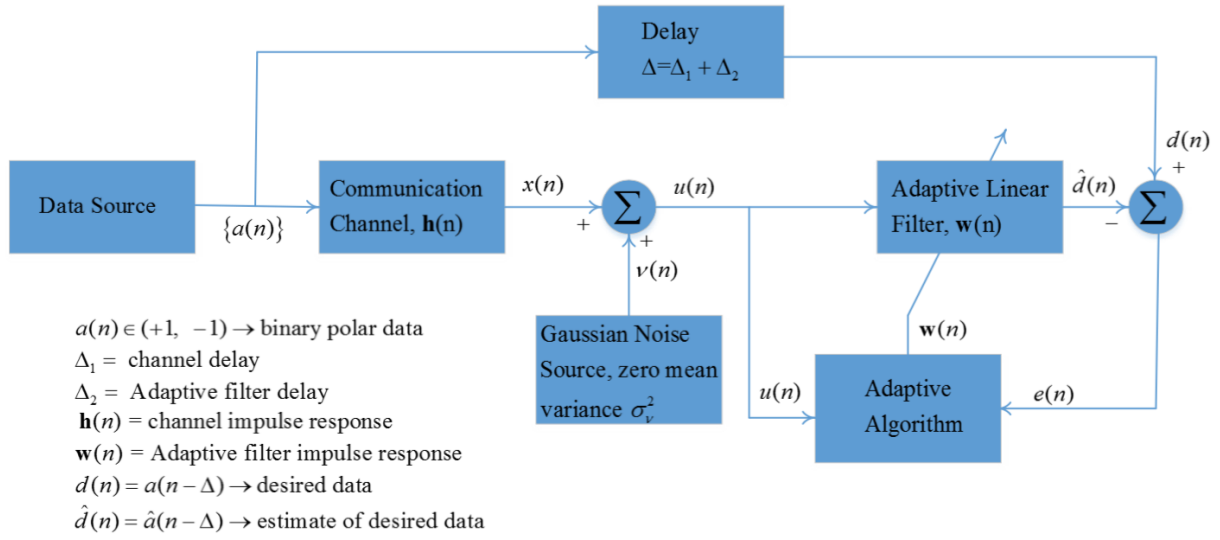 Delay
Δ=Δ₁ + Δ₂
d(n)
+
Data Source
{a(n)}
Communication
Channel, h(n)
x(n)
+
Σ
+
u(n)
Adaptive Linear
Filter, w(n)
d̂(n)
−
Σ
ν(n)
Gaussian Noise
Source, zero mean
variance σᵥ²
u(n)
w(n)
Adaptive
Algorithm
e(n)
a(n) ∈ (+1, −1) → binary polar data
Δ₁ = channel delay
Δ₂ = Adaptive filter delay
h(n) = channel impulse response
w(n) = Adaptive filter impulse response
d(n) = a(n − Δ) → desired data
d̂(n) = â(n − Δ) → estimate of desired data